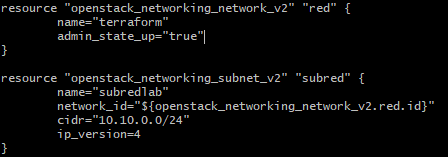 resource "openstack_networking_network_v2" "red" {
        name="terraform"
        admin_state_up="true"
}

resource "openstack_networking_subnet_v2" "subred" {
        name="subredlab"
        network_id="${openstack_networking_network_v2.red.id}"
        cidr="10.10.0.0/24"
        ip_version=4
}